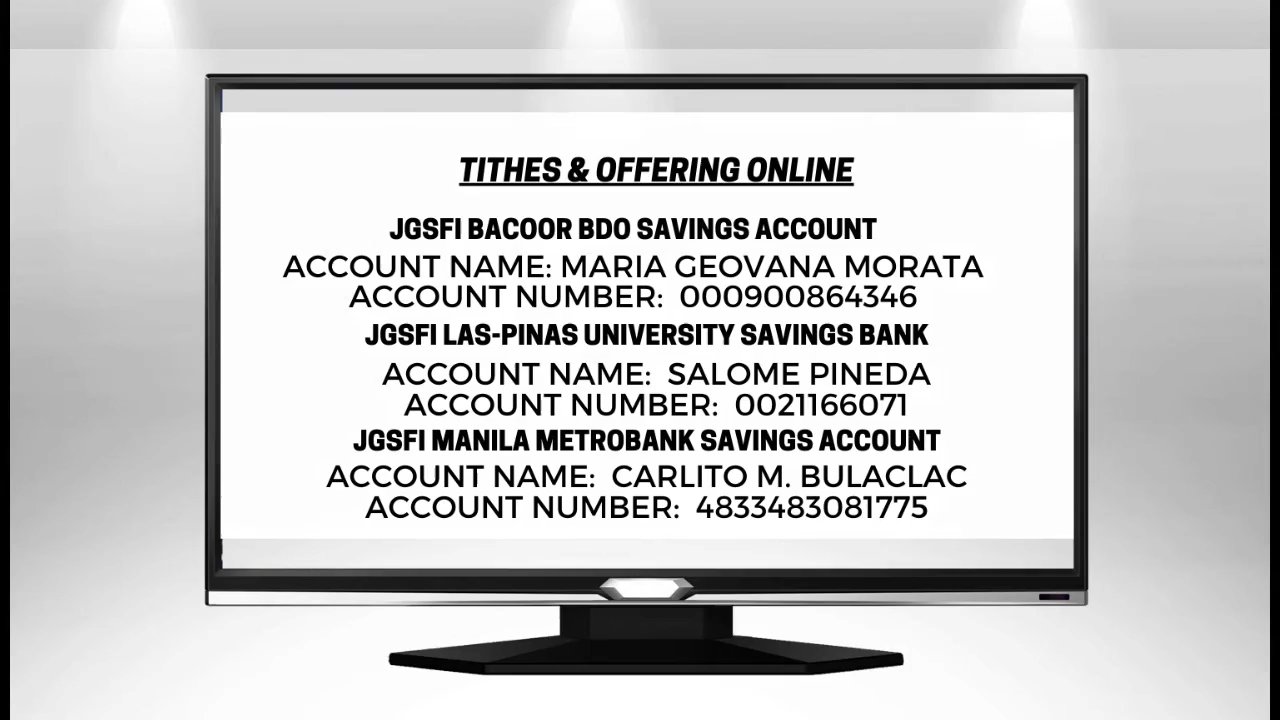 TITHES & OFFERING ONLINE
JGSFI BACOOR BDO SAVINGS ACCOUNT
ACCOUNT NAME: MARIA GEOVANA MORATA
ACCOUNT NUMBER: 000900864346
JGSFI LAS-PINAS UNIVERSITY SAVINGS BANK
ACCOUNT NAME: SALOME PINEDA
ACCOUNT NUMBER: 0021166071
JGSFI MANILA METROBANK SAVINGS ACCOUNT
ACCOUNT NAME: CARLITO M. BULACLAC
ACCOUNT NUMBER: 4833483081775